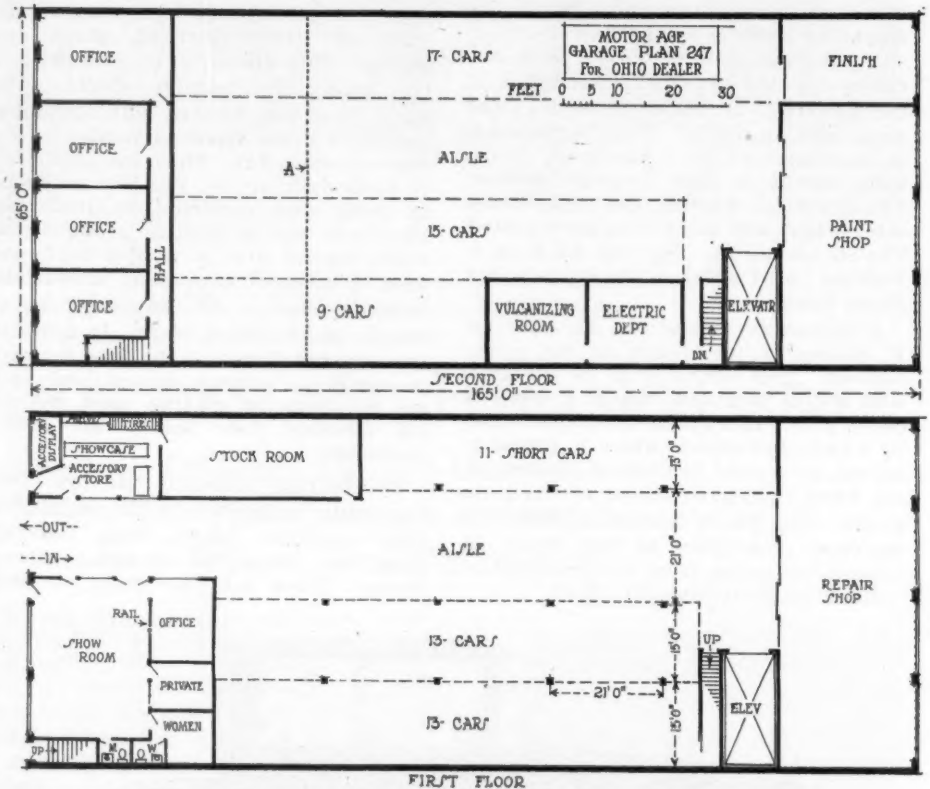 MOTOR AGE
GARAGE PLAN 247
FOR OHIO DEALER
FEET
0 5 10 20 30
OFFICE
17- CARS
FINISH
OFFICE
AISLE
A
65'0"
OFFICE
15- CARS
PAINT
SHOP
HALL
OFFICE
9- CARS
VULCANIZING
ROOM
ELECTRIC
DEPT
DN.
ELEVATR
SECOND FLOOR
165'0"
ACCESSORY
DISPLAY
SHOWCASE
ACCESSORY
STORE
STOCK ROOM
11- SHORT CARS
13'0"
OUT
IN
AISLE
21'0"
REPAIR
SHOP
SHOW
ROOM
RAIL
OFFICE
13- CARS
15'0"
UP
PRIVATE
21'0"
WOMEN
13- CARS
15'0"
ELEV
UP
M
W
FIRST FLOOR